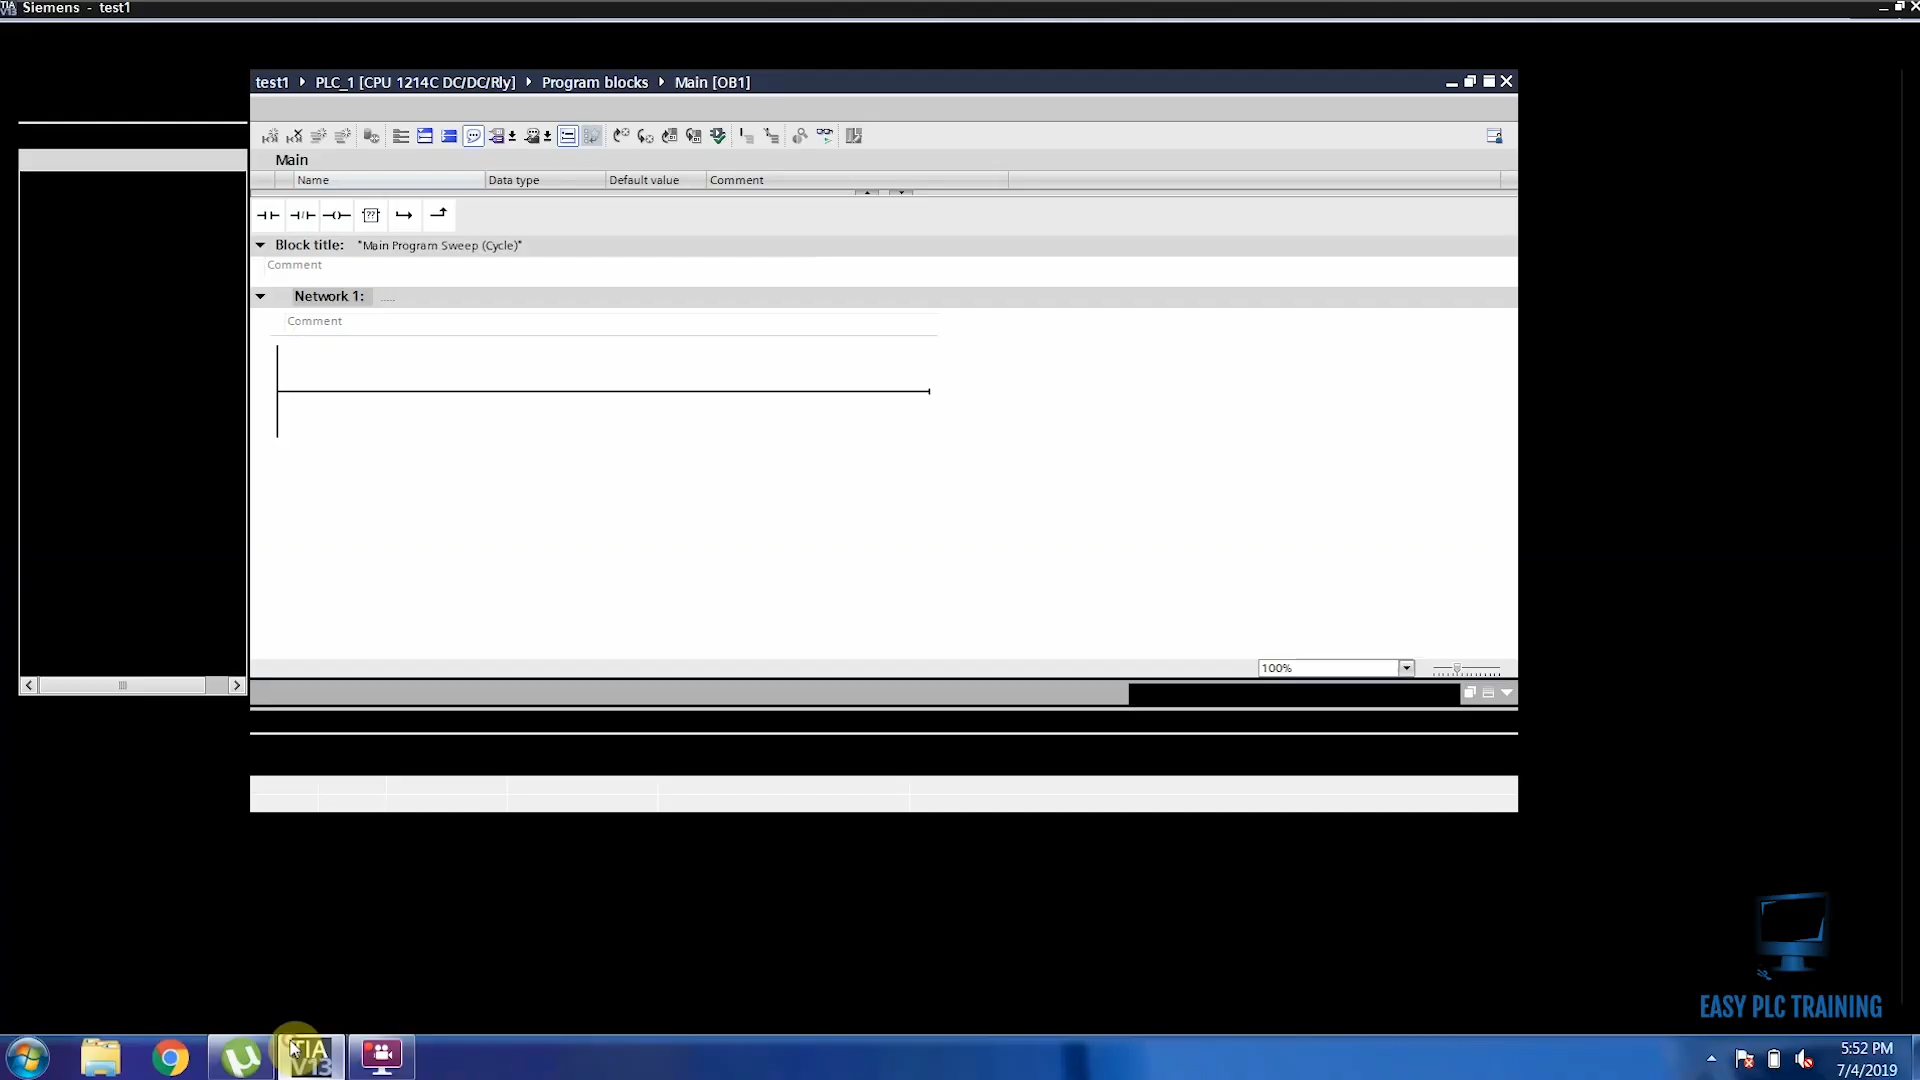 Siemens - test1
test1 PLC_1 [CPU 1214C DC/DC/Rly] Program blocks Main [OB1]
Main
Name Data type Default value Comment
??
Block title: "Main Program Sweep (Cycle)"
Comment
Network 1: .....
Comment
100%
EASY PLC TRAINING
TIA V13
5:52 PM
7/4/2019